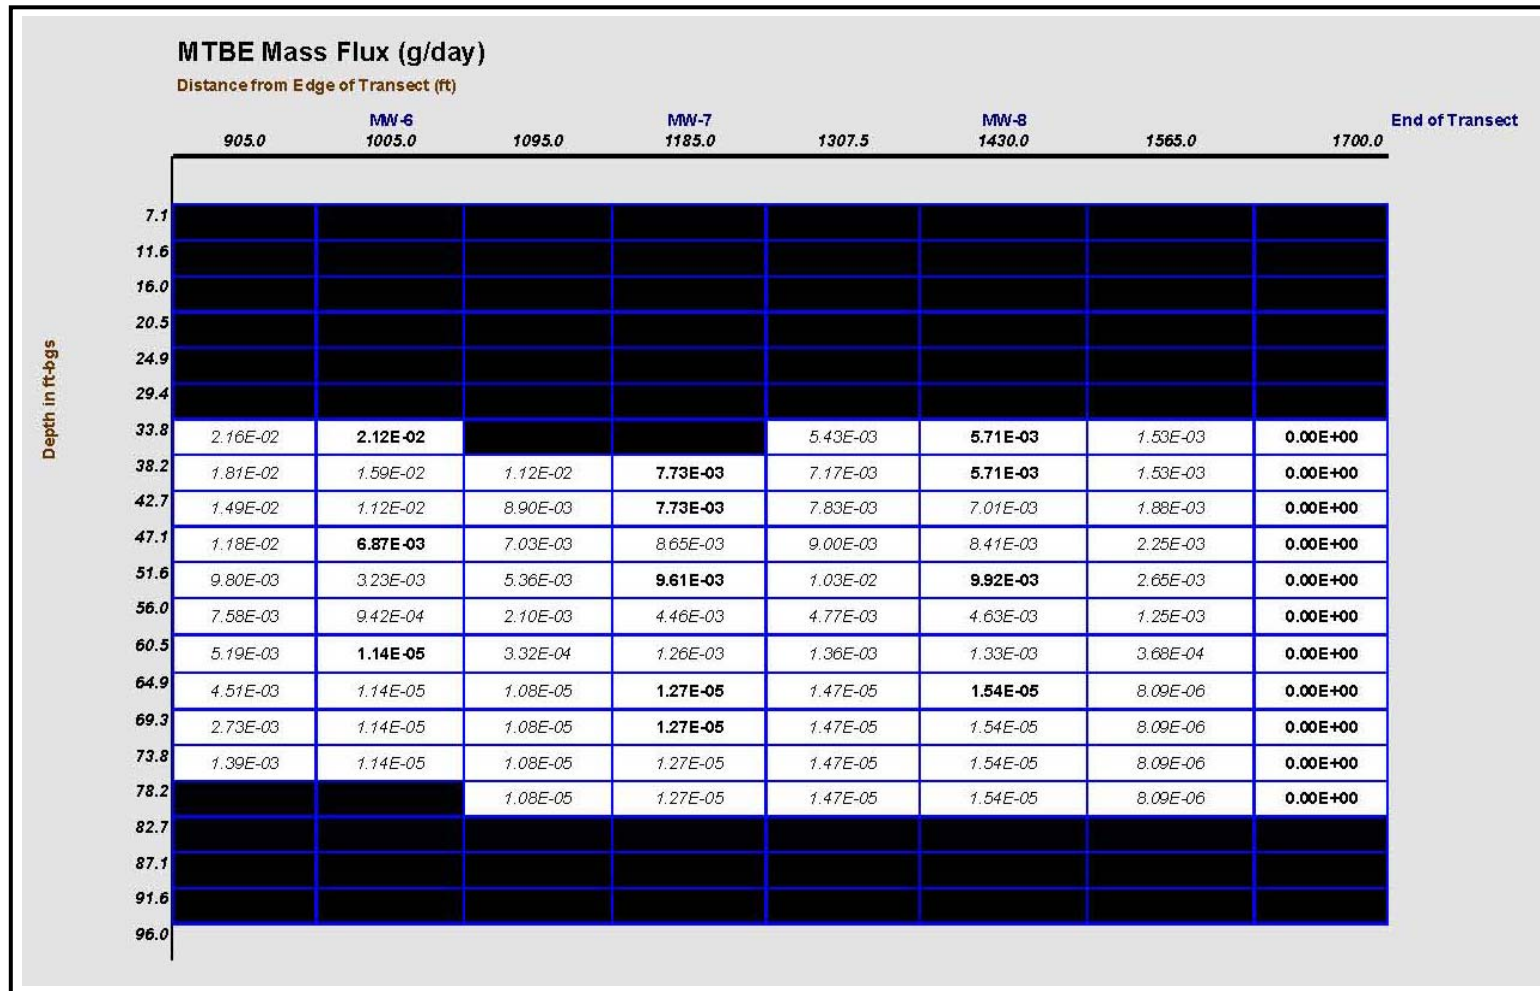 MTBE Mass Flux (g/day)
Distance from Edge of Transect (ft)
MW-6 MW-7 MW-8 End of Transect
905.0 1005.0 1095.0 1185.0 1307.5 1430.0 1565.0 1700.0
Depth in ft-bgs
7.1
11.6
16.0
20.5
24.9
29.4
33.8
2.16E-02 2.12E-02 5.43E-03 5.71E-03 1.53E-03 0.00E+00
38.2
1.81E-02 1.59E-02 1.12E-02 7.73E-03 7.17E-03 5.71E-03 1.53E-03 0.00E+00
42.7
1.49E-02 1.12E-02 8.90E-03 7.73E-03 7.83E-03 7.01E-03 1.88E-03 0.00E+00
47.1
1.18E-02 6.87E-03 7.03E-03 8.65E-03 9.00E-03 8.41E-03 2.25E-03 0.00E+00
51.6
9.80E-03 3.23E-03 5.36E-03 9.61E-03 1.03E-02 9.92E-03 2.65E-03 0.00E+00
56.0
7.58E-03 9.42E-04 2.10E-03 4.46E-03 4.77E-03 4.63E-03 1.25E-03 0.00E+00
60.5
5.19E-03 1.14E-05 3.32E-04 1.26E-03 1.36E-03 1.33E-03 3.68E-04 0.00E+00
64.9
4.51E-03 1.14E-05 1.08E-05 1.27E-05 1.47E-05 1.54E-05 8.09E-06 0.00E+00
69.3
2.73E-03 1.14E-05 1.08E-05 1.27E-05 1.47E-05 1.54E-05 8.09E-06 0.00E+00
73.8
1.39E-03 1.14E-05 1.08E-05 1.27E-05 1.47E-05 1.54E-05 8.09E-06 0.00E+00
78.2
1.08E-05 1.27E-05 1.47E-05 1.54E-05 8.09E-06 0.00E+00
82.7
87.1
91.6
96.0